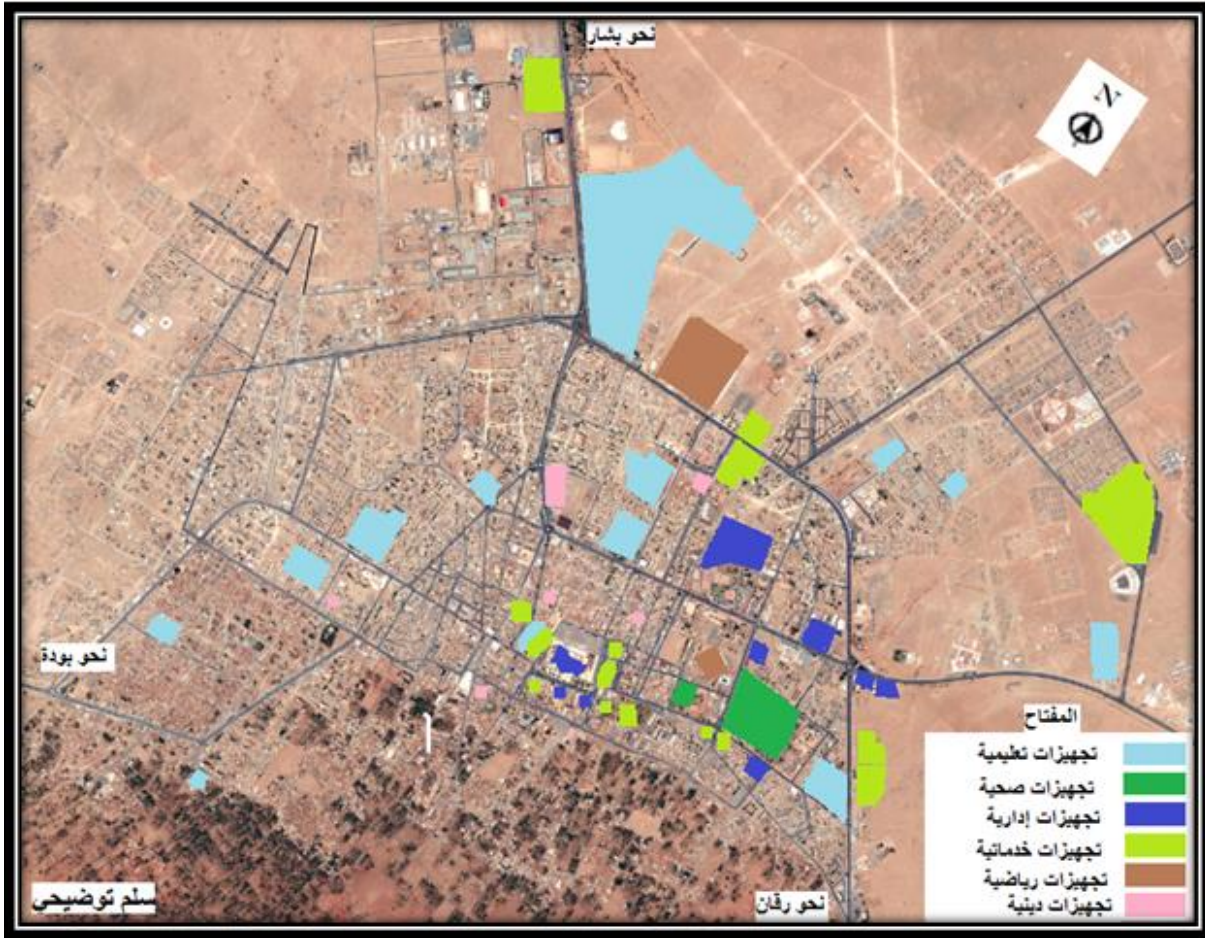 نحو بشار
N
نحو بودة
المفتاح
تجهيزات تعليمية
تجهيزات صحية
تجهيزات إدارية
تجهيزات خدماتية
تجهيزات رياضية
تجهيزات دينية
سلم توضيحي
نحو رقان